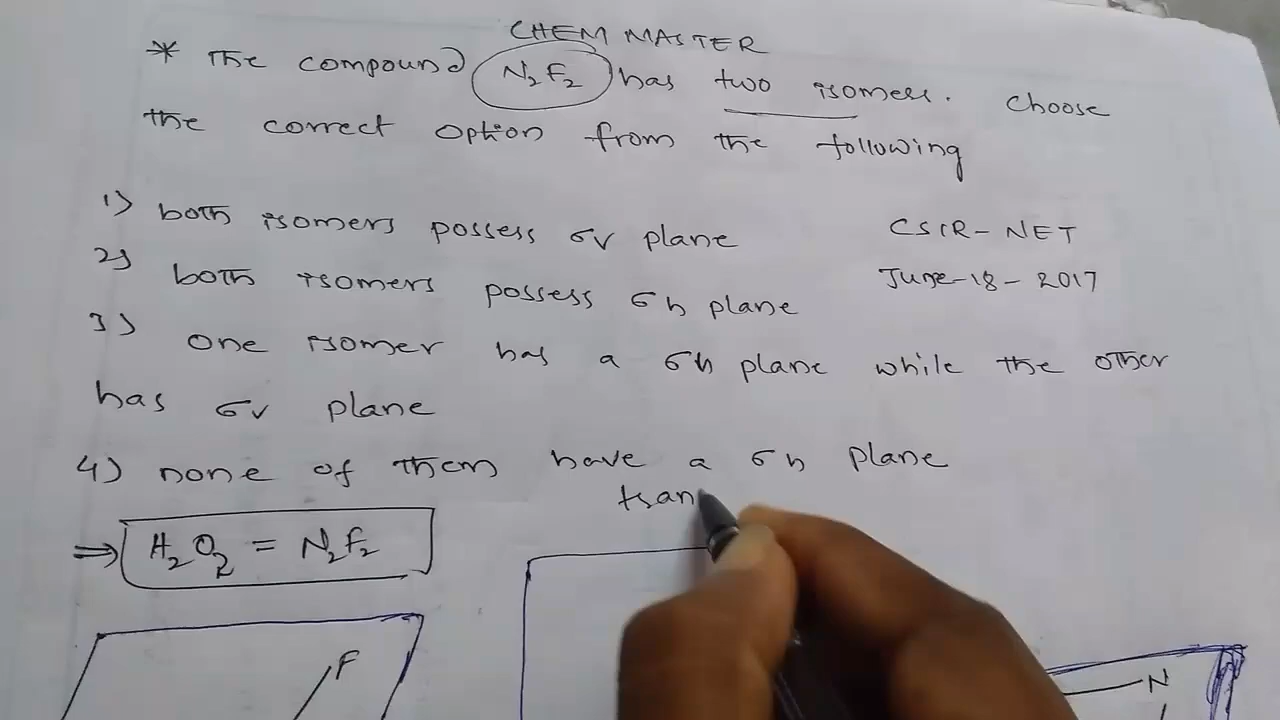 CHEM MASTER
* The compound N2F2 has two isomers. Choose
the correct option from the following
1) both isomers possess σv plane
CSIR-NET
2) both isomers possess σh plane
June-18-2017
3) One isomer has a σh plane while the other
has σv plane
4) none of them have a σh plane
tran
⇒ H2O2 = N2F2
F
N